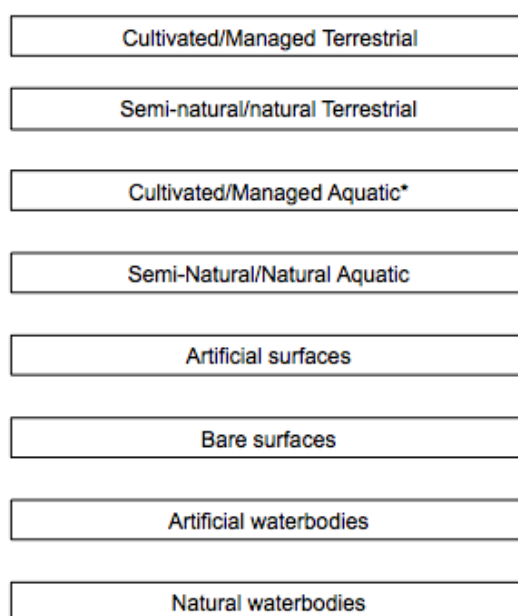 Cultivated/Managed Terrestrial
Semi-natural/natural Terrestrial
Cultivated/Managed Aquatic*
Semi-Natural/Natural Aquatic
Artificial surfaces
Bare surfaces
Artificial waterbodies
Natural waterbodies